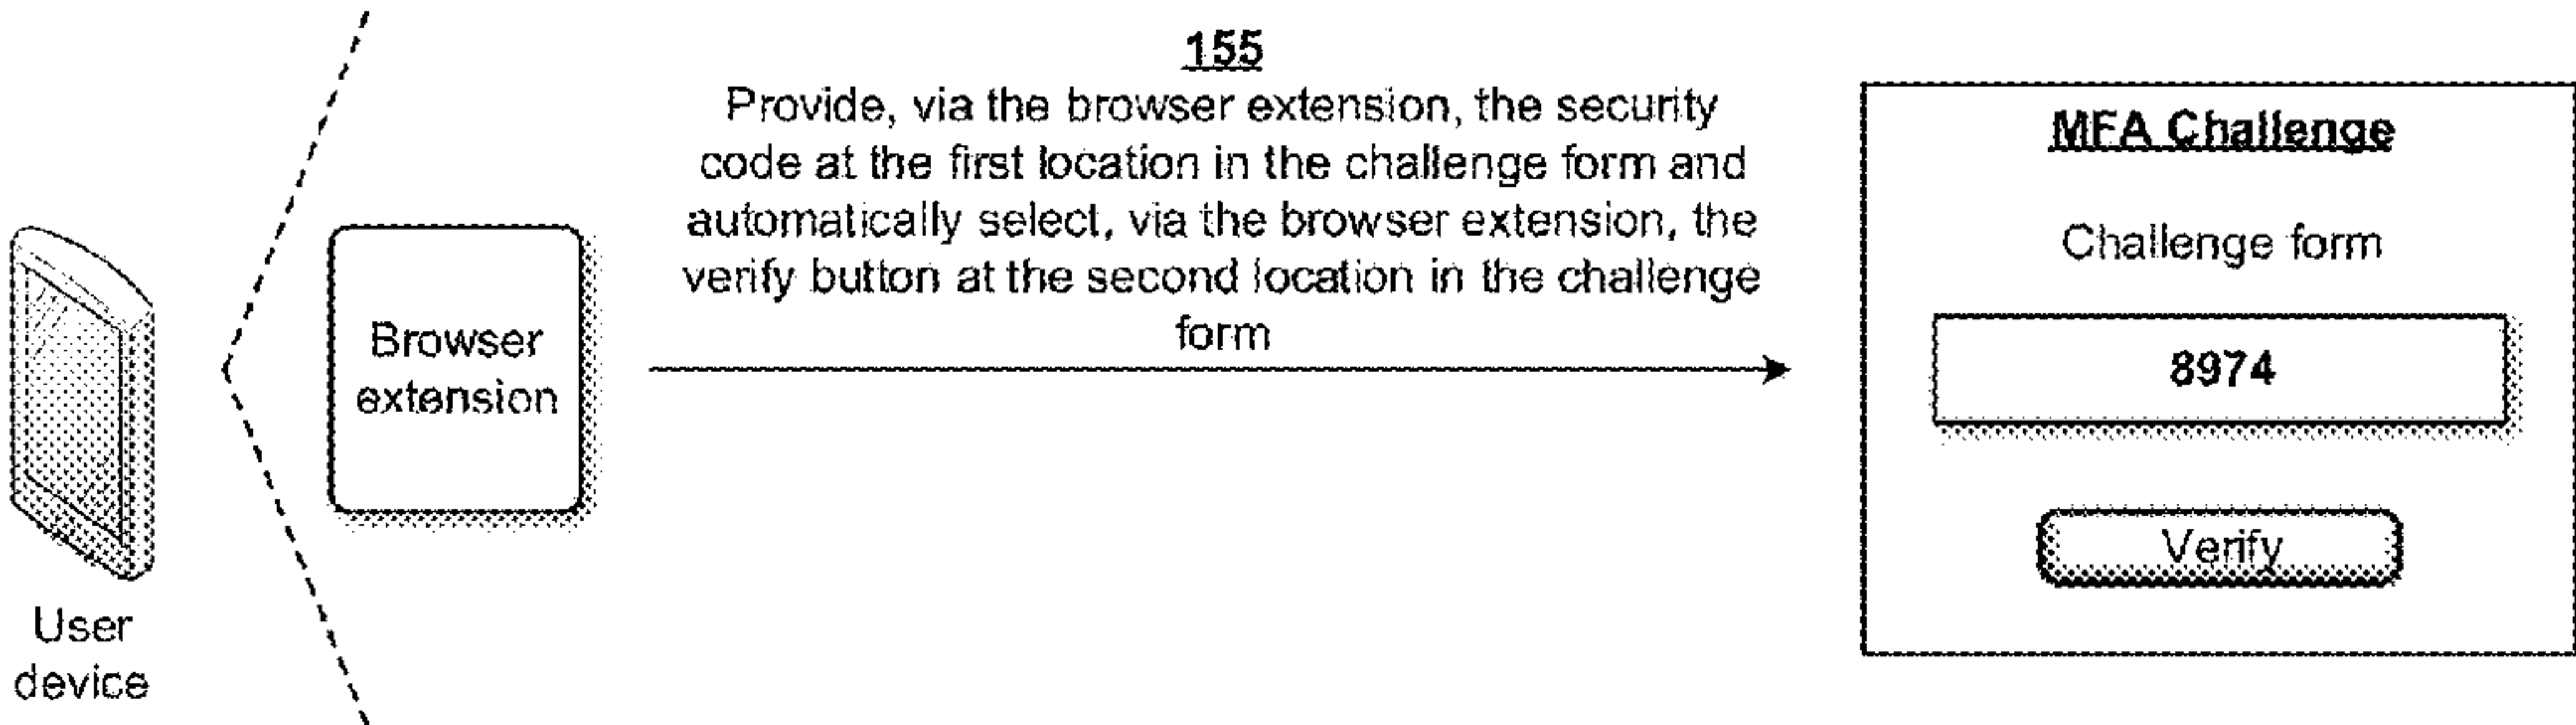 155
Provide, via the browser extension, the security
code at the first location in the challenge form and
automatically select, via the browser extension, the
verify button at the second location in the challenge
form
User
device
Browser
extension
MFA Challenge
Challenge form
8974
Verify